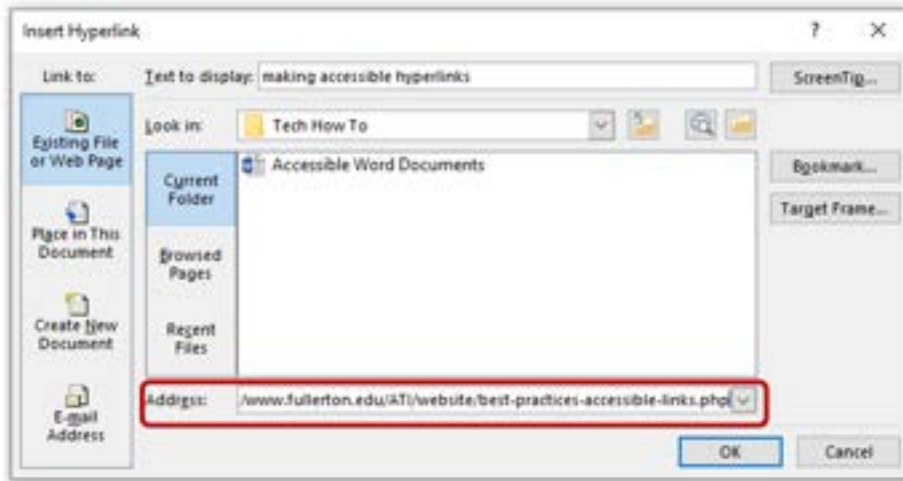 Insert Hyperlink
?
Link to:
Text to display: making accessible hyperlinks
ScreenTip...
Existing File
or Web Page
Look in:
Tech How To
Current
Folder
Accessible Word Documents
Bookmark...
Target Frame...
Place in This
Document
Browsed
Pages
Create New
Document
Recent
Files
E-mail
Address
Address:
/www.fullerton.edu/ATI/website/best-practices-accessible-links.php
OK
Cancel